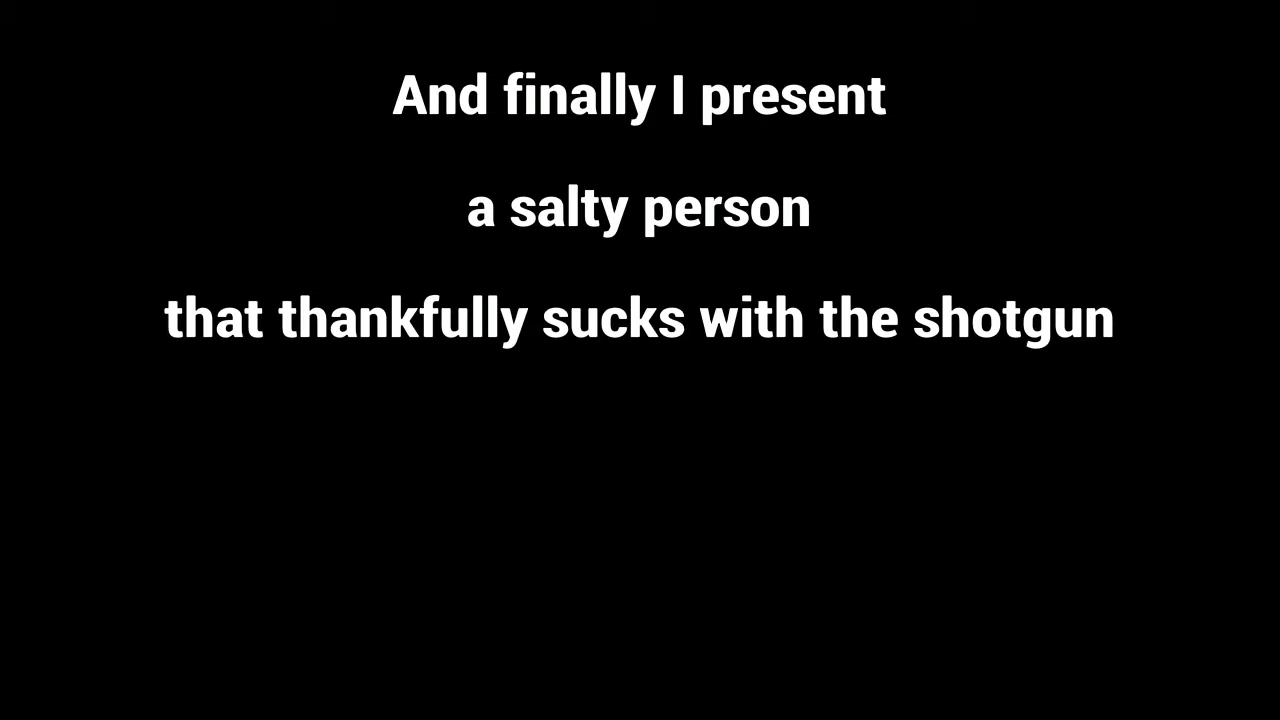 And finally I present
a salty person
that thankfully sucks with the shotgun